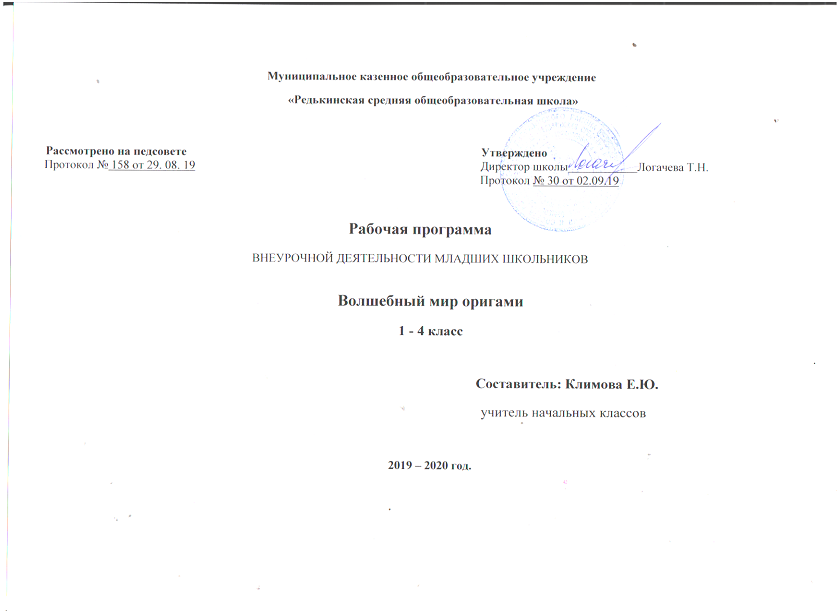 Муниципальное казенное общеобразовательное учреждение
«Редькинская средняя общеобразовательная школа»
Рассмотрено на педсовете
Протокол № 158 от 29. 08. 19
Утверждено
Директор школы Логачева Т.Н.
Протокол № 30 от 02.09.19
Рабочая программа
ВНЕУРОЧНОЙ ДЕЯТЕЛЬНОСТИ МЛАДШИХ ШКОЛЬНИКОВ
Волшебный мир оригами
1 - 4 класс
Составитель: Климова Е.Ю.
учитель начальных классов
2019 – 2020 год.